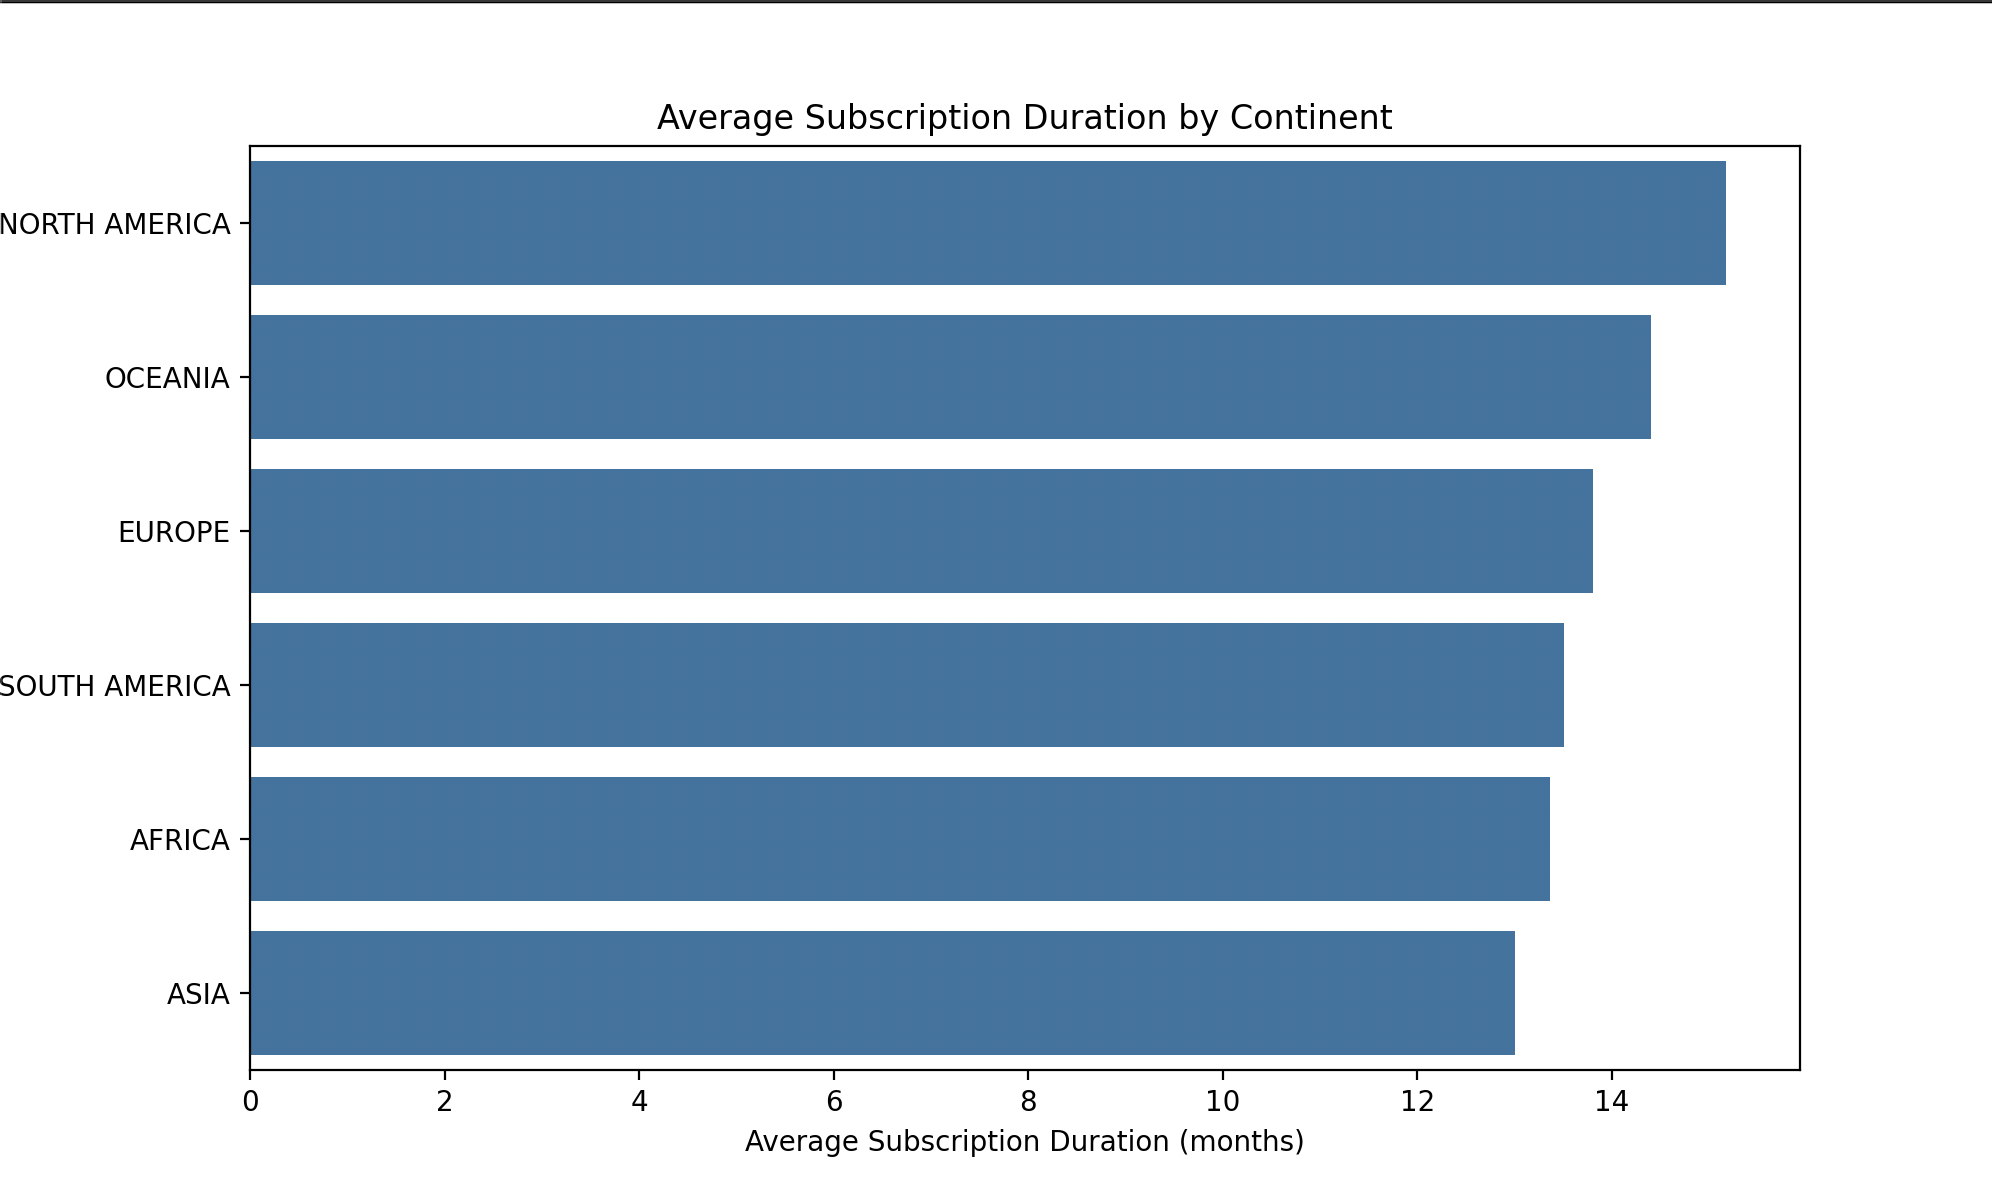 Average Subscription Duration by Continent
NORTH AMERICA
OCEANIA
EUROPE
SOUTH AMERICA
AFRICA
ASIA
0 2 4 6 8 10 12 14
Average Subscription Duration (months)